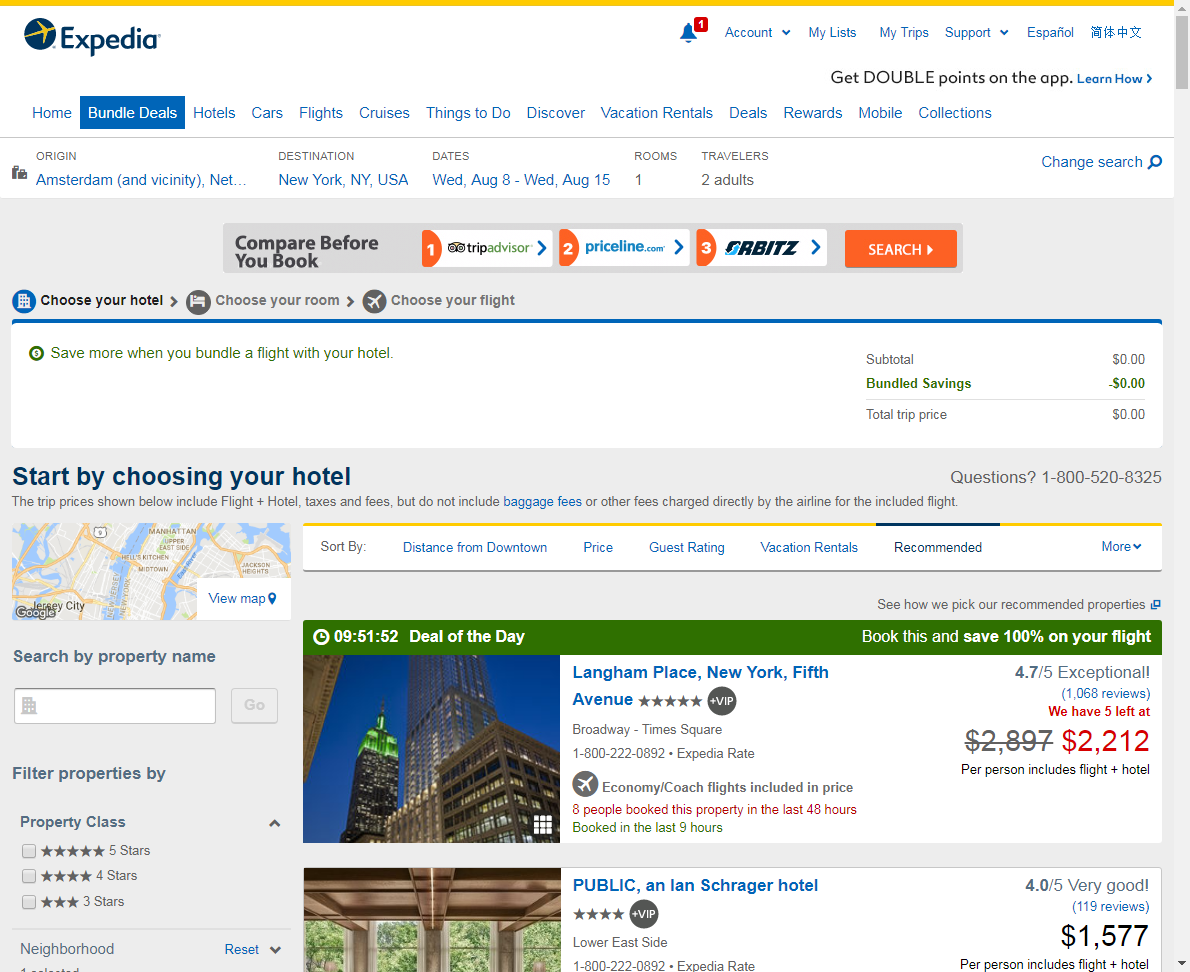 Expedia
1
Account
My Lists
My Trips
Support
Español
简体中文
Get DOUBLE points on the app. Learn How
Home
Bundle Deals
Hotels
Cars
Flights
Cruises
Things to Do
Discover
Vacation Rentals
Deals
Rewards
Mobile
Collections
ORIGIN
Amsterdam (and vicinity), Net...
DESTINATION
New York, NY, USA
DATES
Wed, Aug 8 - Wed, Aug 15
ROOMS
1
TRAVELERS
2 adults
Change search
Compare Before
You Book
1 tripadvisor
2 priceline.com
3 ORBITZ
SEARCH
Choose your hotel
Choose your room
Choose your flight
Save more when you bundle a flight with your hotel.
Subtotal $0.00
Bundled Savings -$0.00
Total trip price $0.00
Start by choosing your hotel
Questions? 1-800-520-8325
The trip prices shown below include Flight + Hotel, taxes and fees, but do not include baggage fees or other fees charged directly by the airline for the included flight.
9
MANHATTAN
UPPER
EAST SIDE
HELL'S KITCHEN
MIDTOWN
JACKSON
HEIGHTS
NEW JERSEY
NEW YORK
East River
Jersey City
Google
View map
Search by property name
Go
Filter properties by
Property Class
5 Stars
4 Stars
3 Stars
Neighborhood
Reset
1 selected
Sort By:
Distance from Downtown
Price
Guest Rating
Vacation Rentals
Recommended
More
See how we pick our recommended properties
09:51:52 Deal of the Day
Book this and save 100% on your flight
Langham Place, New York, Fifth
Avenue
+VIP
Broadway - Times Square
1-800-222-0892 • Expedia Rate
Economy/Coach flights included in price
8 people booked this property in the last 48 hours
Booked in the last 9 hours
4.7/5 Exceptional!
(1,068 reviews)
We have 5 left at
$2,897 $2,212
Per person includes flight + hotel
PUBLIC, an Ian Schrager hotel
+VIP
Lower East Side
1-800-222-0892 • Expedia Rate
4.0/5 Very good!
(119 reviews)
$1,577
Per person includes flight + hotel